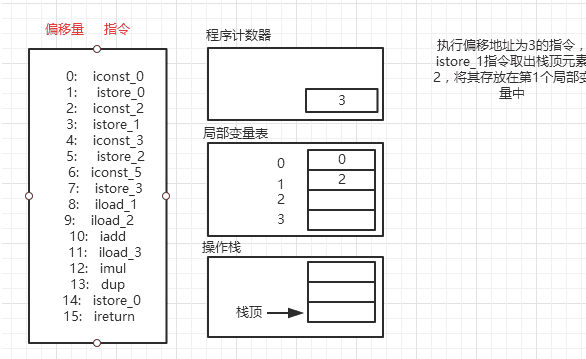 偏移量 指令
0: iconst_0
1: istore_0
2: iconst_2
3: istore_1
4: iconst_3
5: istore_2
6: iconst_5
7: istore_3
8: iload_1
9: iload_2
10: iadd
11: iload_3
12: imul
13: dup
14: istore_0
15: ireturn
程序计数器
3
局部变量表
0 0
1 2
2
3
操作栈
栈顶
执行偏移地址为3的指令，
istore_1指令取出栈顶元素
2，将其存放在第1个局部变
量中